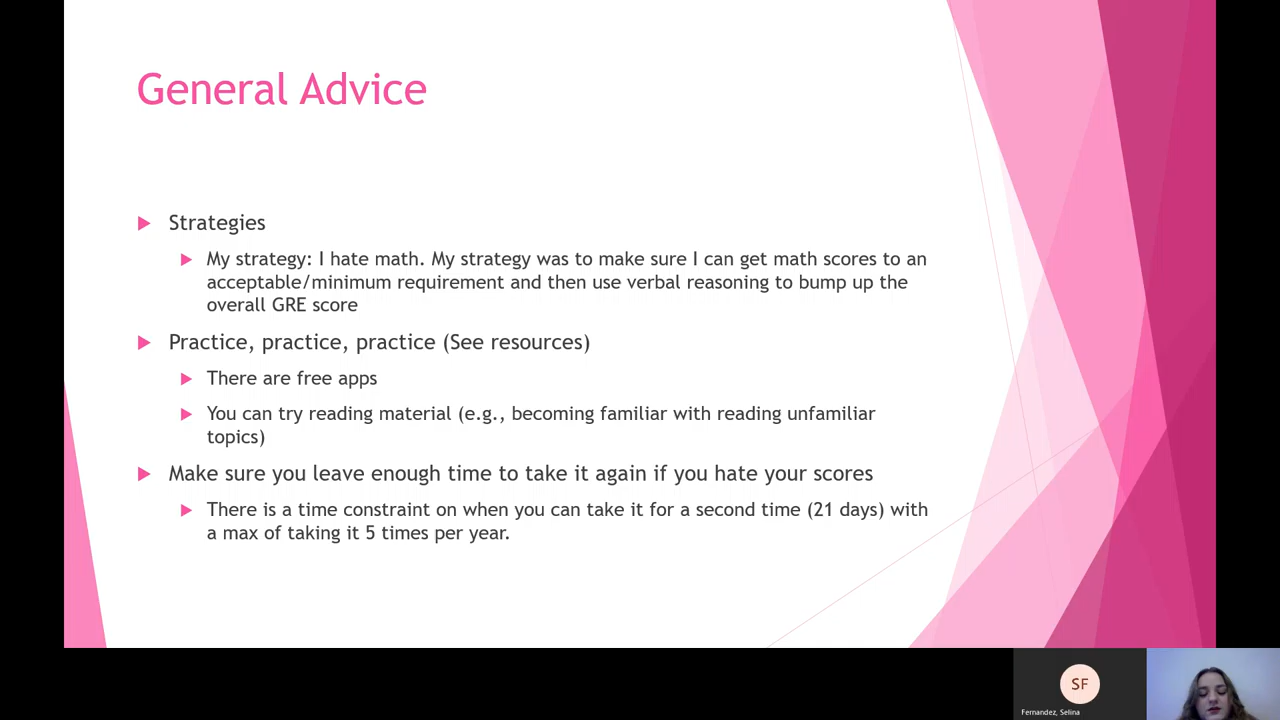 General Advice
Strategies
My strategy: I hate math. My strategy was to make sure I can get math scores to an
acceptable/minimum requirement and then use verbal reasoning to bump up the
overall GRE score
Practice, practice, practice (See resources)
There are free apps
You can try reading material (e.g., becoming familiar with reading unfamiliar
topics)
Make sure you leave enough time to take it again if you hate your scores
There is a time constraint on when you can take it for a second time (21 days) with
a max of taking it 5 times per year.
SF
Fernandez, Selina